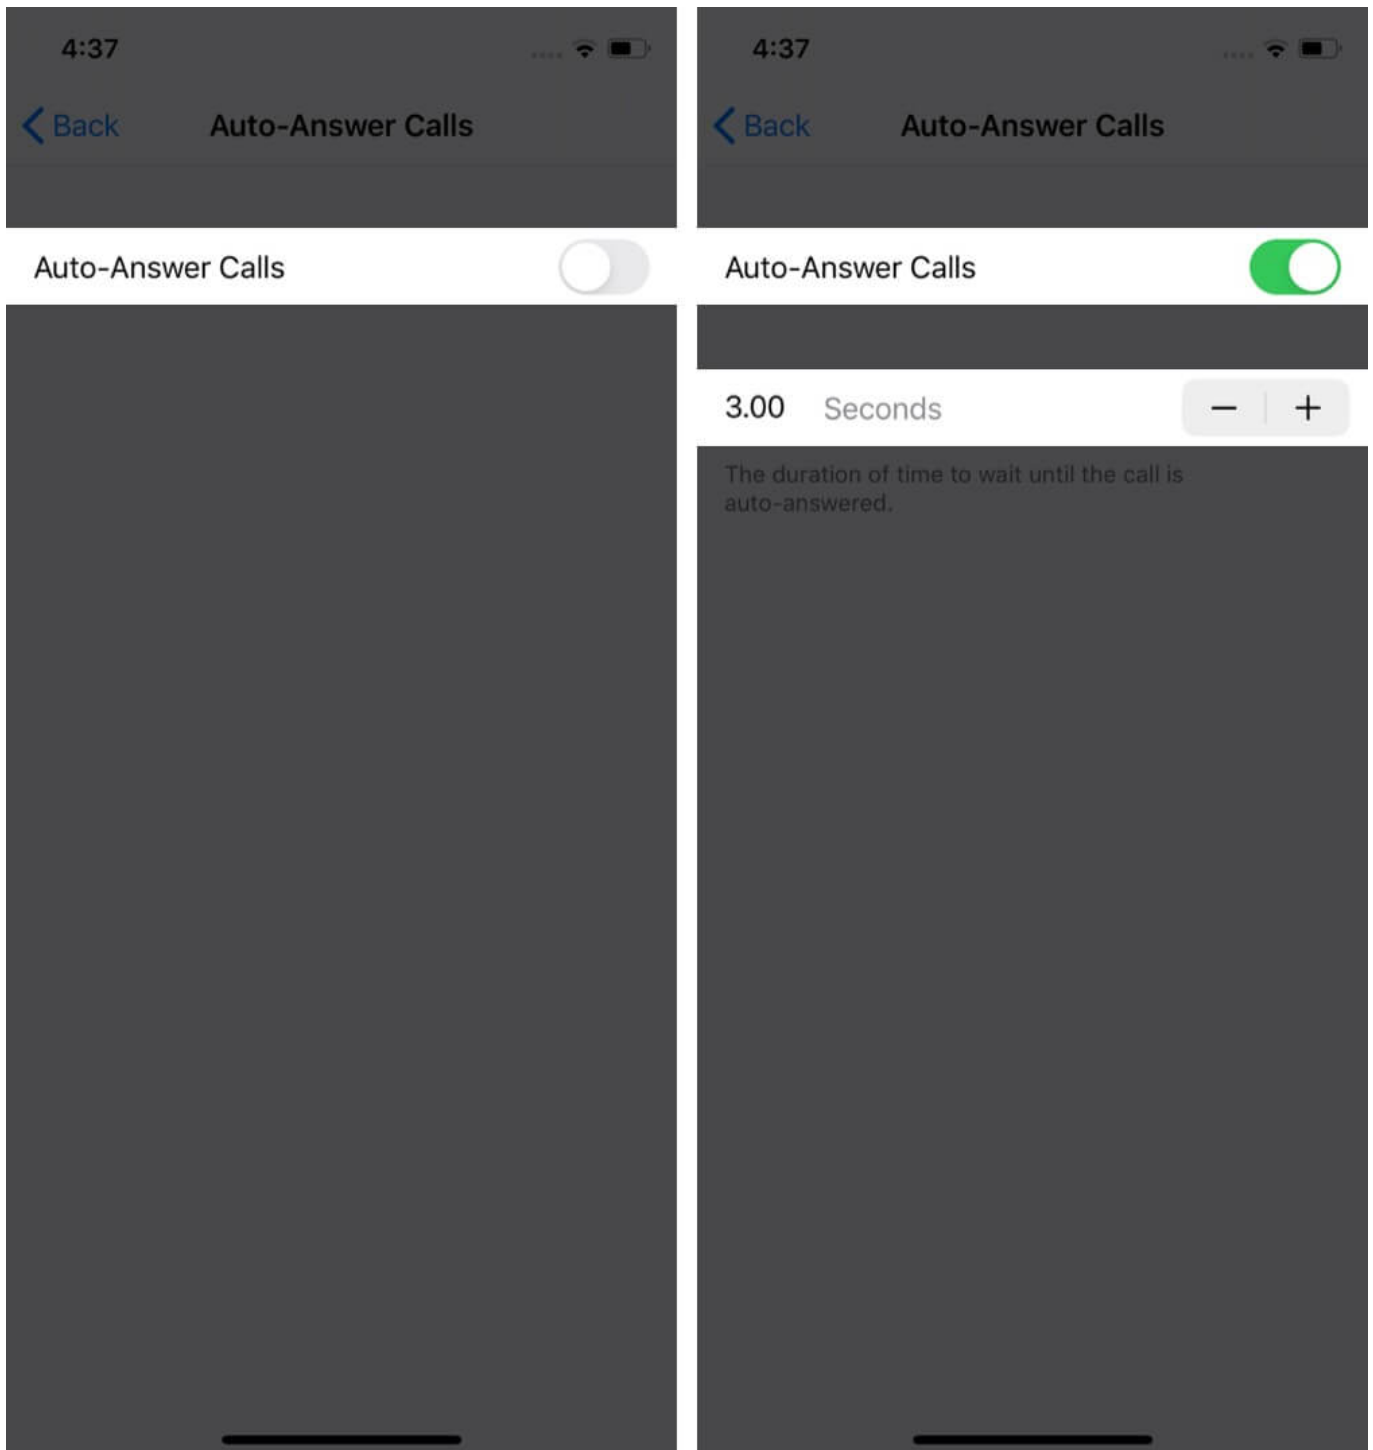 4:37
Back Auto-Answer Calls
Auto-Answer Calls
4:37
Back Auto-Answer Calls
Auto-Answer Calls
3.00 Seconds − +
The duration of time to wait until the call is
auto-answered.